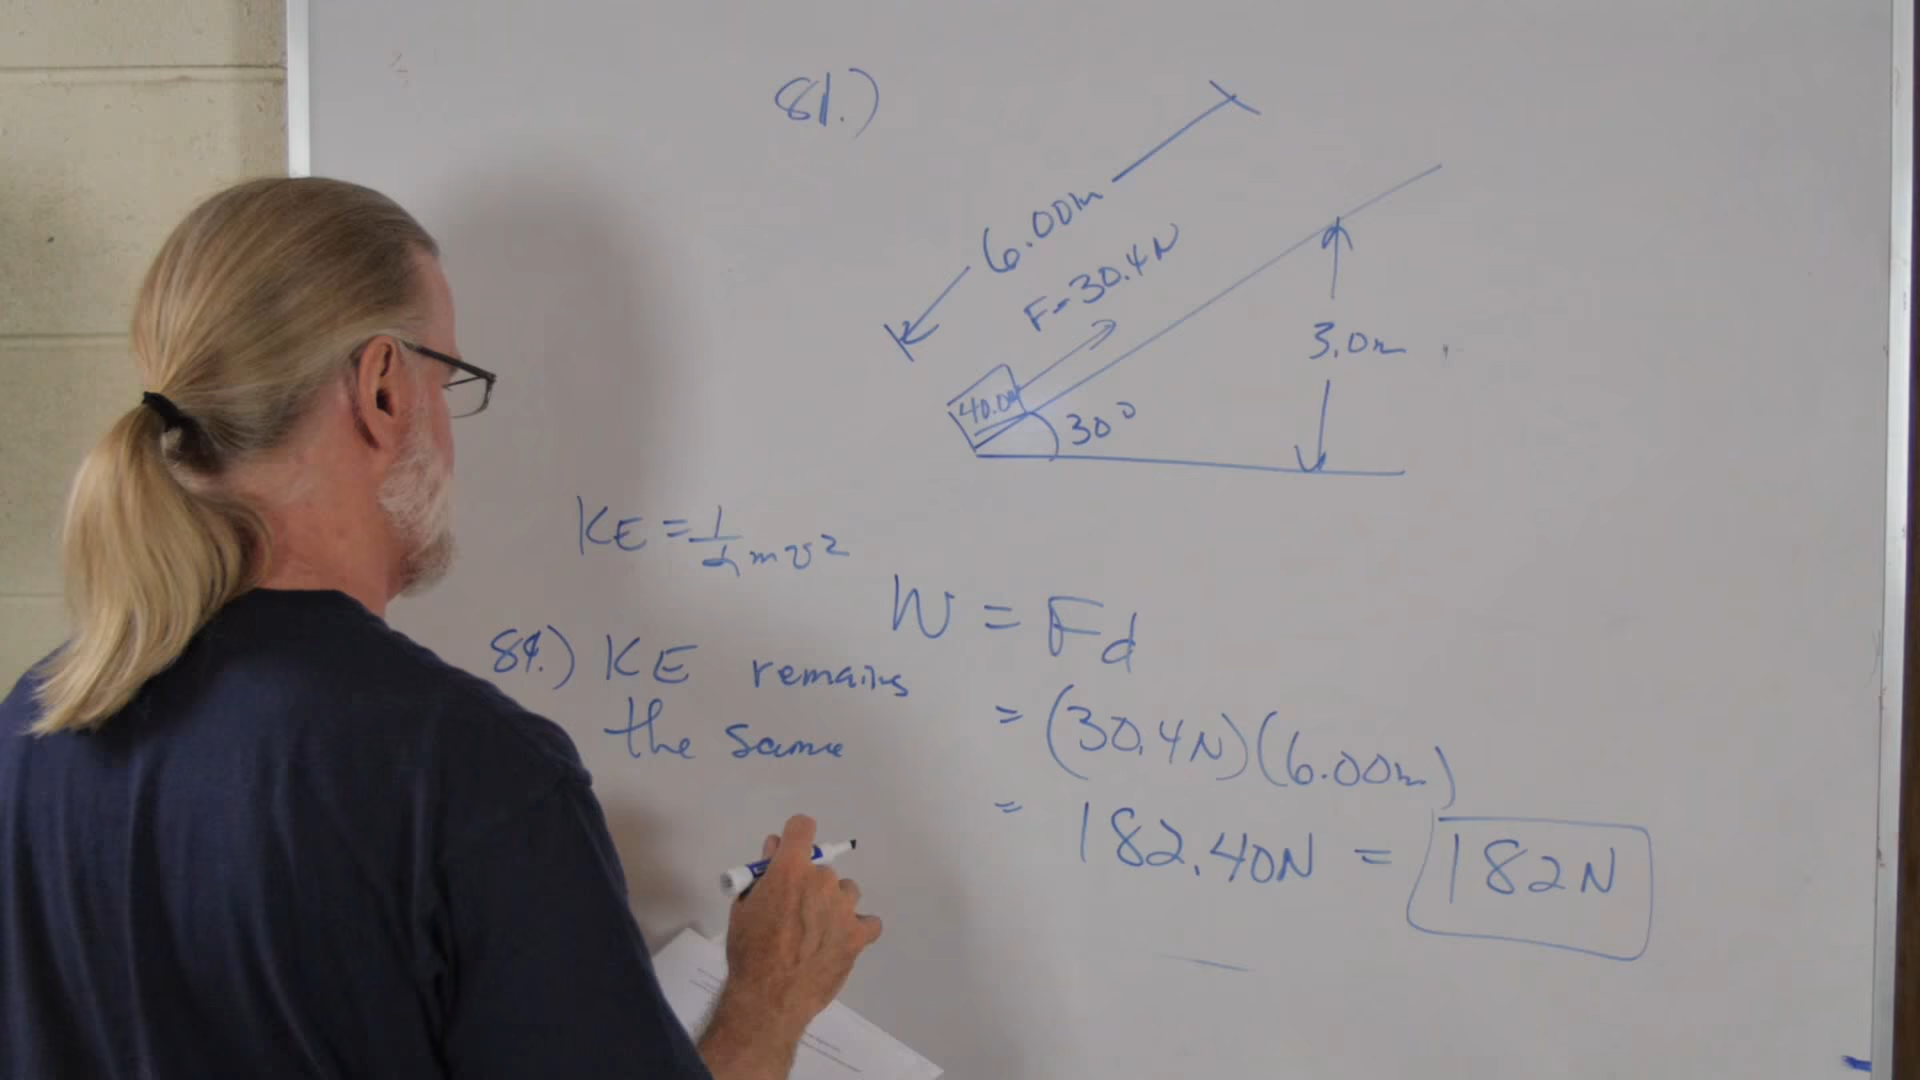 81.)
6.00m
F=30.4N
40.0N
30°
3.0m
KE = 1/2 mv²
W = Fd
84.) KE remains
the same
= (30.4N)(6.00m)
= 182.40N = 182N